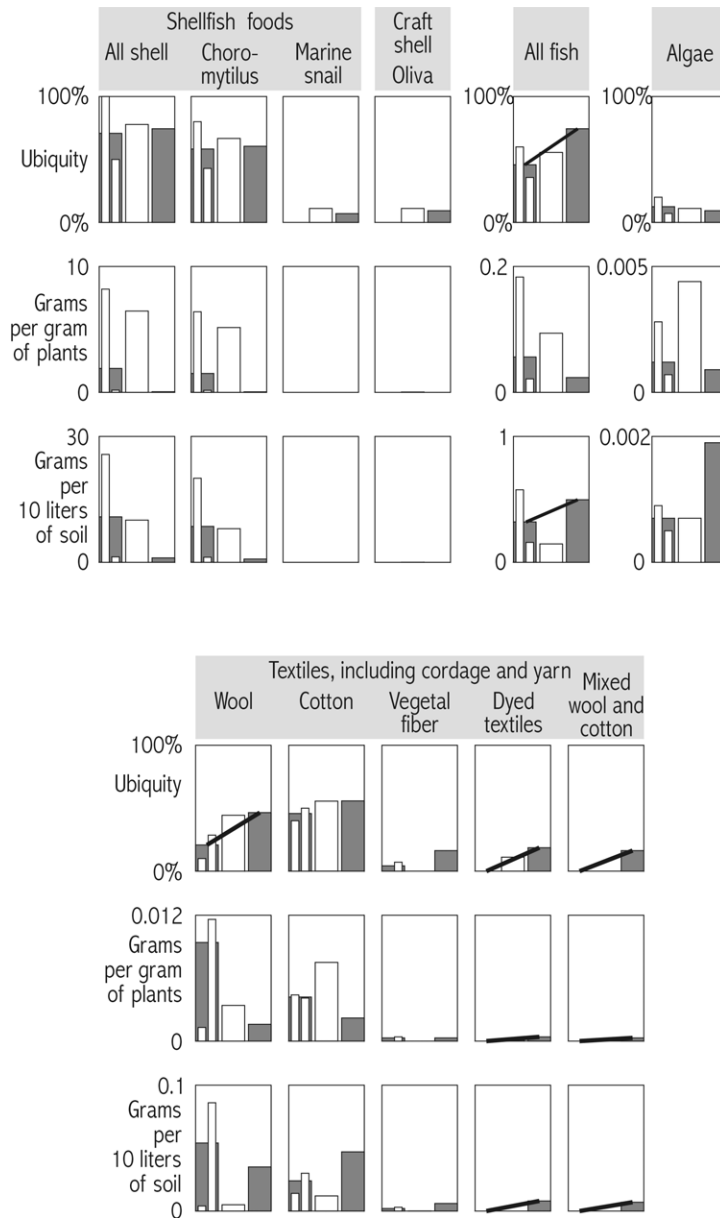 Shellfish foods
All shell
Choro-
mytilus
Marine
snail
Craft
shell
Oliva
All fish
Algae
100%
Ubiquity
0%
100%
0%
100%
0%
10
Grams
per gram
of plants
0
0.2
0
0.005
0
30
Grams
per
10 liters
of soil
0
1
0
0.002
0
Textiles, including cordage and yarn
Wool
Cotton
Vegetal
fiber
Dyed
textiles
Mixed
wool and
cotton
100%
Ubiquity
0%
0.012
Grams
per gram
of plants
0
0.1
Grams
per
10 liters
of soil
0